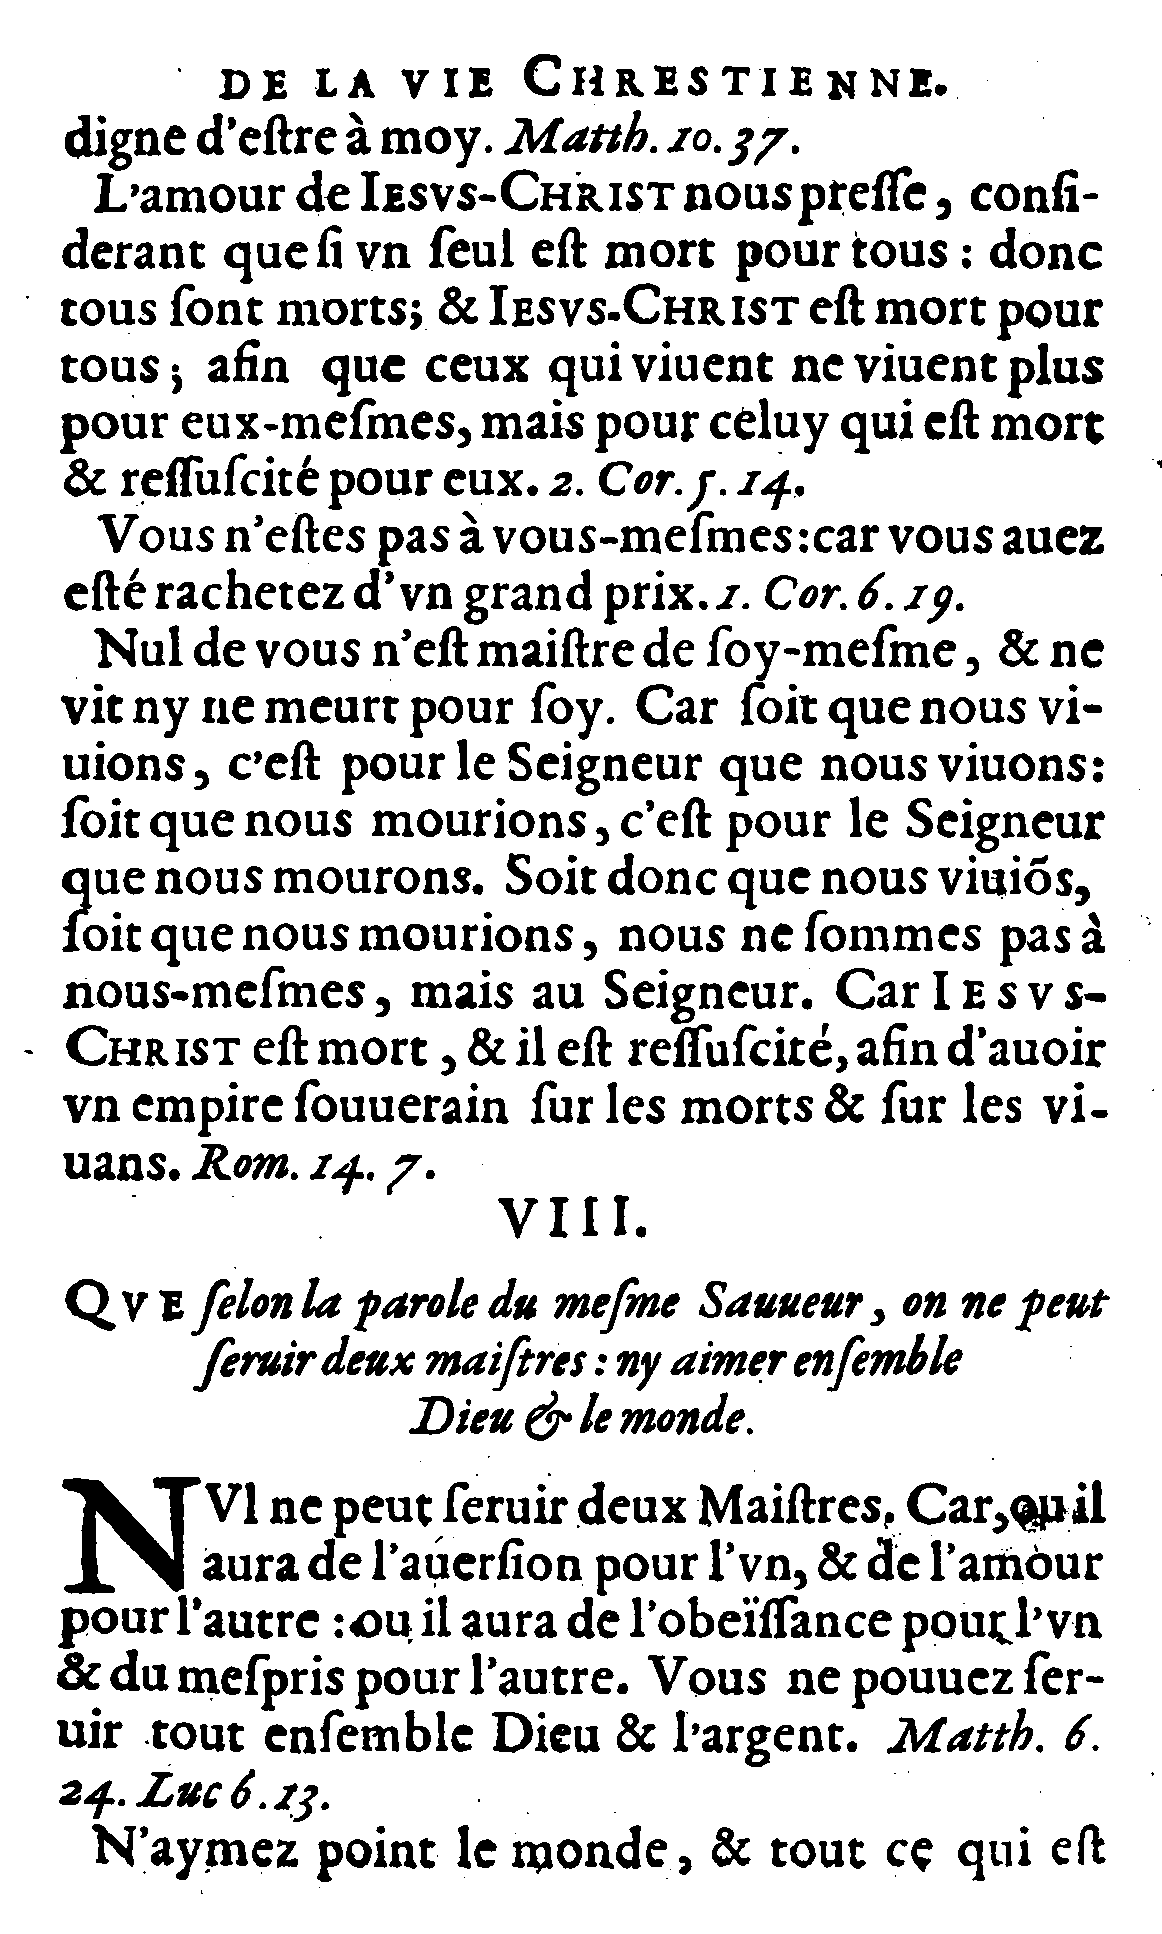 DE LA VIE CHRESTIENNE.
digne d'eſtre à moy. Matth. 10. 37.
L'amour de IESVS-CHRIST nous preſſe, conſi-
derant que ſi vn ſeul eſt mort pour tous : donc
tous ſont morts; & IESVS-CHRIST eſt mort pour
tous; afin que ceux qui viuent ne viuent plus
pour eux-meſmes, mais pour celuy qui eſt mort
& reſſuſcité pour eux. 2. Cor. 5. 14.
Vous n'eſtes pas à vous-meſmes: car vous auez
eſté rachetez d'vn grand prix. 1. Cor. 6. 19.
Nul de vous n'eſt maiſtre de ſoy-meſme, & ne
vit ny ne meurt pour ſoy. Car ſoit que nous vi-
uions, c'eſt pour le Seigneur que nous viuons:
ſoit que nous mourions, c'eſt pour le Seigneur
que nous mourons. Soit donc que nous viuiõs,
ſoit que nous mourions, nous ne ſommes pas à
nous-meſmes, mais au Seigneur. Car IESVS-
CHRIST eſt mort, & il eſt reſſuſcité, afin d'auoir
vn empire ſouuerain ſur les morts & ſur les vi-
uans. Rom. 14. 7.
VIII.
QVE ſelon la parole du meſme Sauueur, on ne peut
ſeruir deux maiſtres : ny aimer enſemble
Dieu & le monde.
NVl ne peut ſeruir deux Maiſtres. Car, ou il
aura de l'auerſion pour l'vn, & de l'amour
pour l'autre : ou il aura de l'obeïſſance pour l'vn
& du meſpris pour l'autre. Vous ne pouuez ſer-
uir tout enſemble Dieu & l'argent. Matth. 6.
24. Luc 6. 13.
N'aymez point le monde, & tout ce qui eſt